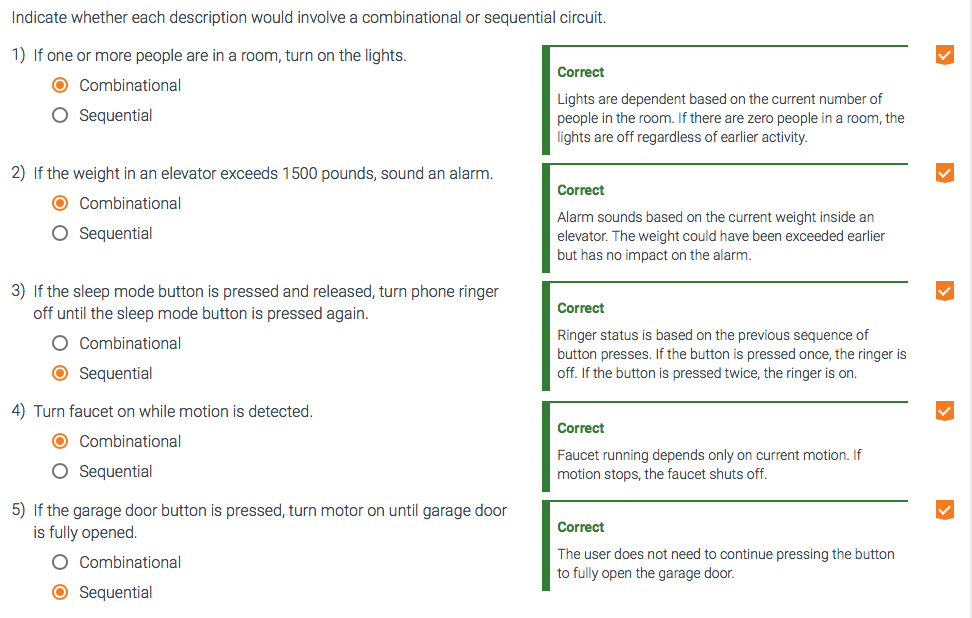 Indicate whether each description would involve a combinational or sequential circuit.
1) If one or more people are in a room, turn on the lights.
Combinational
Sequential
Correct
Lights are dependent based on the current number of
people in the room. If there are zero people in a room, the
lights are off regardless of earlier activity.
2) If the weight in an elevator exceeds 1500 pounds, sound an alarm.
Combinational
Sequential
Correct
Alarm sounds based on the current weight inside an
elevator. The weight could have been exceeded earlier
but has no impact on the alarm.
3) If the sleep mode button is pressed and released, turn phone ringer
off until the sleep mode button is pressed again.
Combinational
Sequential
Correct
Ringer status is based on the previous sequence of
button presses. If the button is pressed once, the ringer is
off. If the button is pressed twice, the ringer is on.
4) Turn faucet on while motion is detected.
Combinational
Sequential
Correct
Faucet running depends only on current motion. If
motion stops, the faucet shuts off.
5) If the garage door button is pressed, turn motor on until garage door
is fully opened.
Combinational
Sequential
Correct
The user does not need to continue pressing the button
to fully open the garage door.